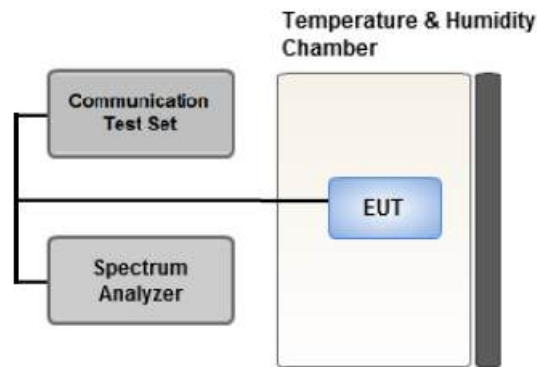 Temperature & Humidity
Chamber
Communication
Test Set
EUT
Spectrum
Analyzer